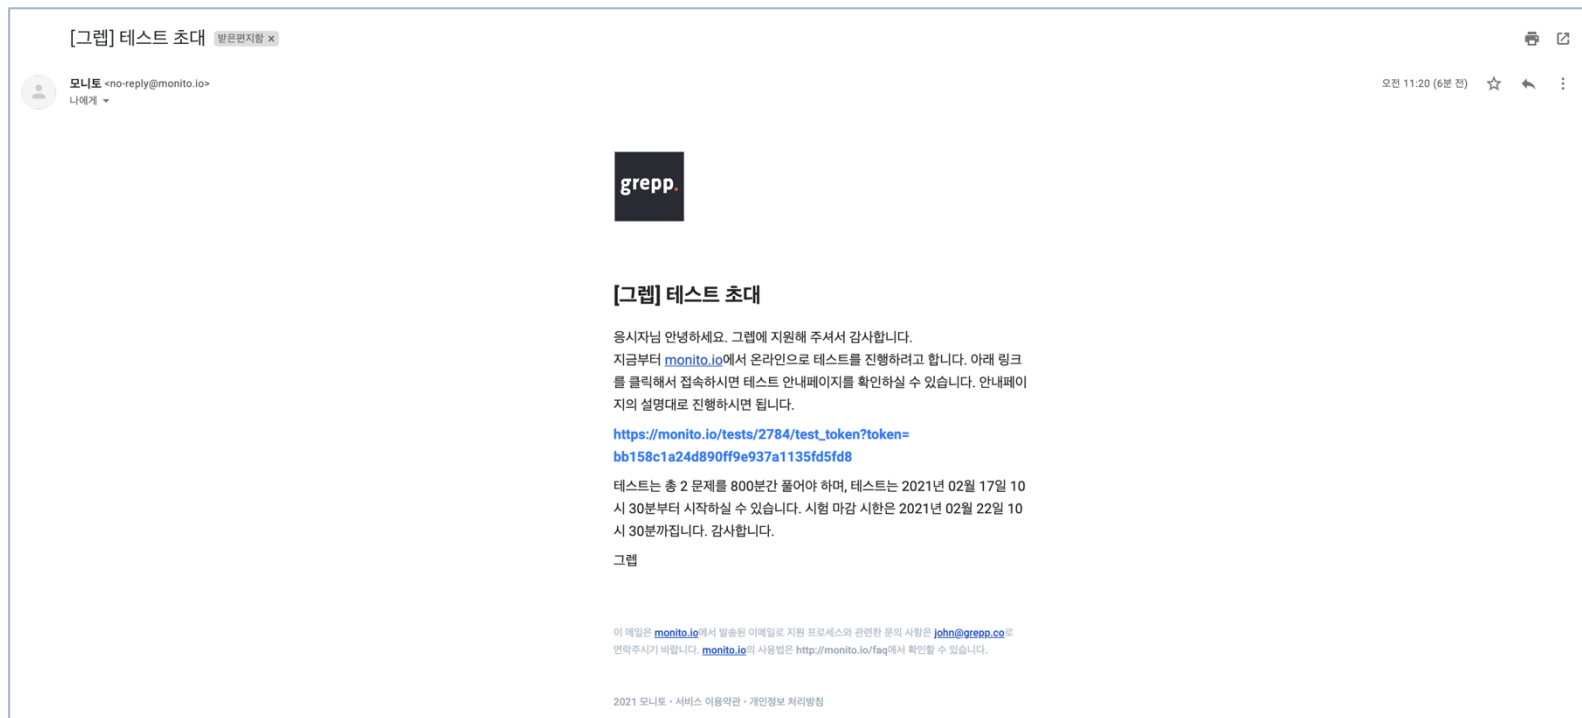 [그렙] 테스트 초대 받은편지함 x
모니토 <no-reply@monito.io>
오전 11:20 (6분 전)
나에게
grepp.
[그렙] 테스트 초대
응시자님 안녕하세요. 그렙에 지원해 주셔서 감사합니다.
지금부터 monito.io에서 온라인으로 테스트를 진행하려고 합니다. 아래 링크
를 클릭해서 접속하시면 테스트 안내페이지를 확인하실 수 있습니다. 안내페이
지의 설명대로 진행하시면 됩니다.
https://monito.io/tests/2784/test_token?token=
bb158c1a24d890ff9e937a1135fd5fd8
테스트는 총 2 문제를 800분간 풀어야 하며, 테스트는 2021년 02월 17일 10
시 30분부터 시작하실 수 있습니다. 시험 마감 시한은 2021년 02월 22일 10
시 30분까집니다. 감사합니다.
그렙
이 메일은 monito.io에서 발송된 이메일로 지원 프로세스와 관련한 문의 사항은 john@grepp.co로
연락주시기 바랍니다. monito.io의 사용법은 http://monito.io/faq에서 확인할 수 있습니다.
2021 모니토 • 서비스 이용약관 • 개인정보 처리방침